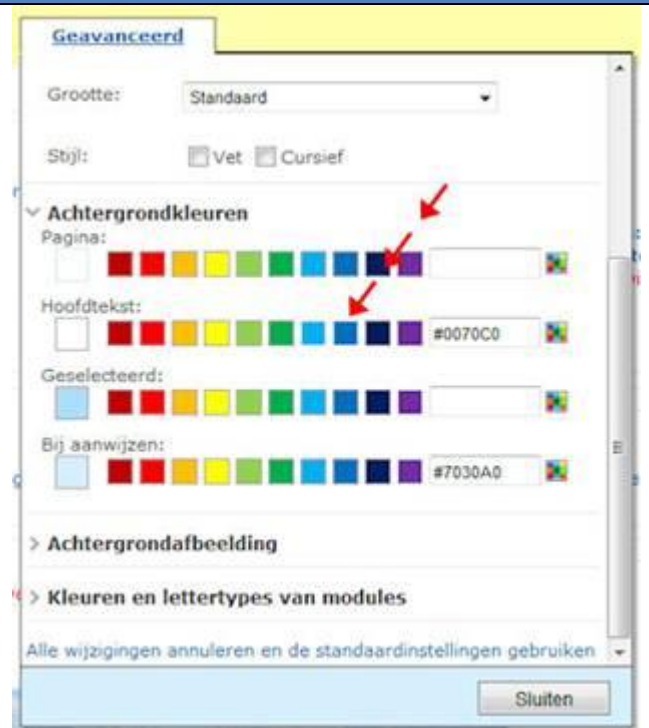 Geavanceerd
Grootte: Standaard
Stijl: Vet Cursief
Achtergrondkleuren
Pagina:
Hoofdtekst:
#0070C0
Geselecteerd:
Bij aanwijzen:
#7030A0
Achtergrondafbeelding
Kleuren en lettertypes van modules
Alle wijzigingen annuleren en de standaardinstellingen gebruiken
Sluiten